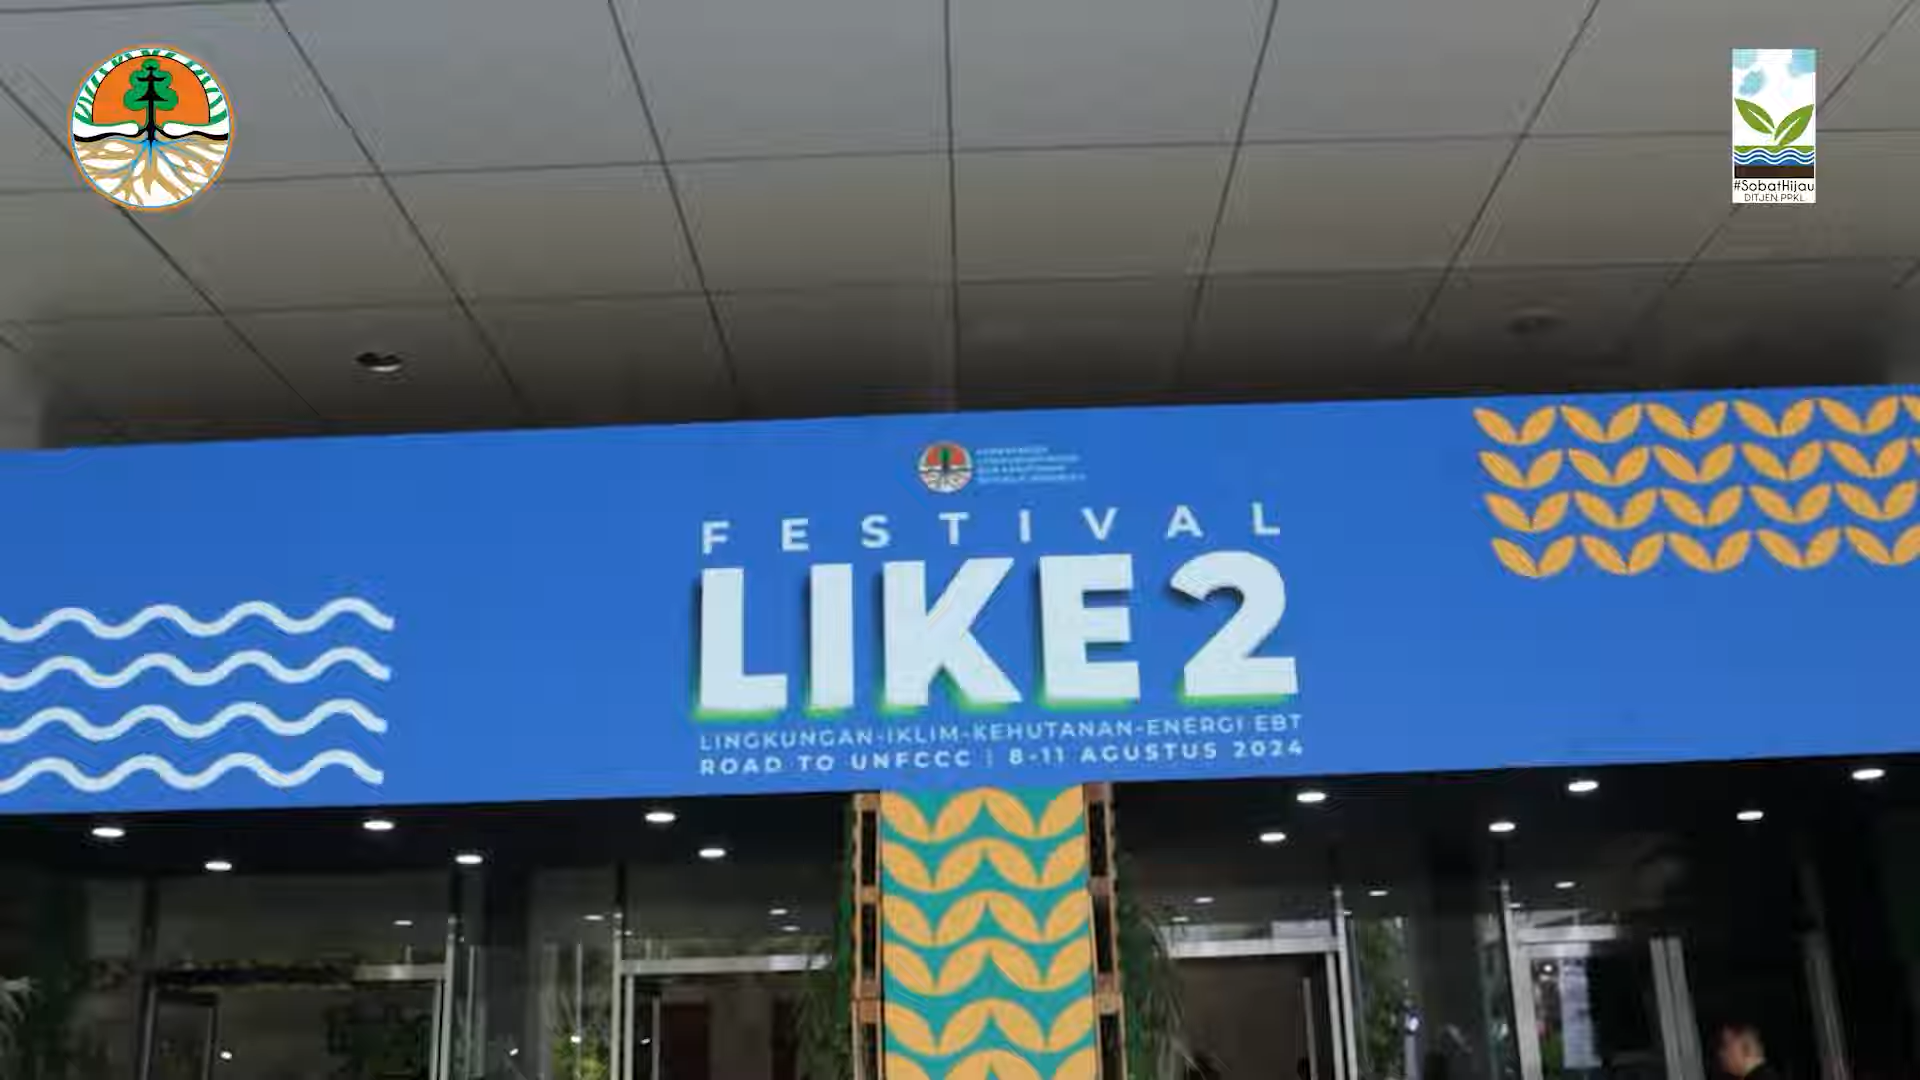 #SobatHijau
DITJEN PPKL
FESTIVAL
LIKE 2
LINGKUNGAN-IKLIM-KEHUTANAN-ENERGI EBT
ROAD TO UNFCCC | 8-11 AGUSTUS 2024